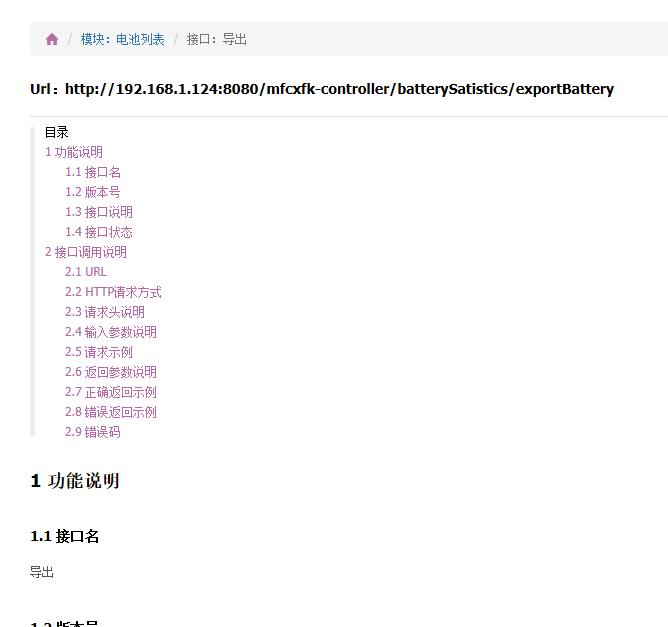 / 模块：电池列表 / 接口：导出
Url：http://192.168.1.124:8080/mfcxfk-controller/batterySatistics/exportBattery
目录
1 功能说明
1.1 接口名
1.2 版本号
1.3 接口说明
1.4 接口状态
2 接口调用说明
2.1 URL
2.2 HTTP请求方式
2.3 请求头说明
2.4 输入参数说明
2.5 请求示例
2.6 返回参数说明
2.7 正确返回示例
2.8 错误返回示例
2.9 错误码
1 功能说明
1.1 接口名
导出
1.2 版本号